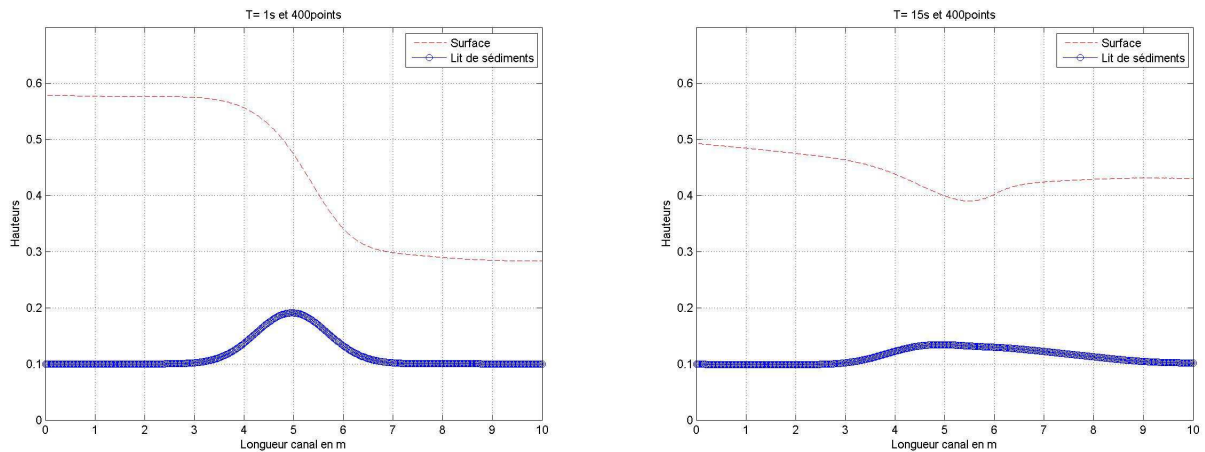 T= 1s et 400points
Surface
Lit de sédiments
Hauteurs
0.6
0.5
0.4
0.3
0.2
0.1
0
0 1 2 3 4 5 6 7 8 9 10
Longueur canal en m
T= 15s et 400points
Surface
Lit de sédiments
Hauteurs
0.6
0.5
0.4
0.3
0.2
0.1
0
0 1 2 3 4 5 6 7 8 9 10
Longueur canal en m